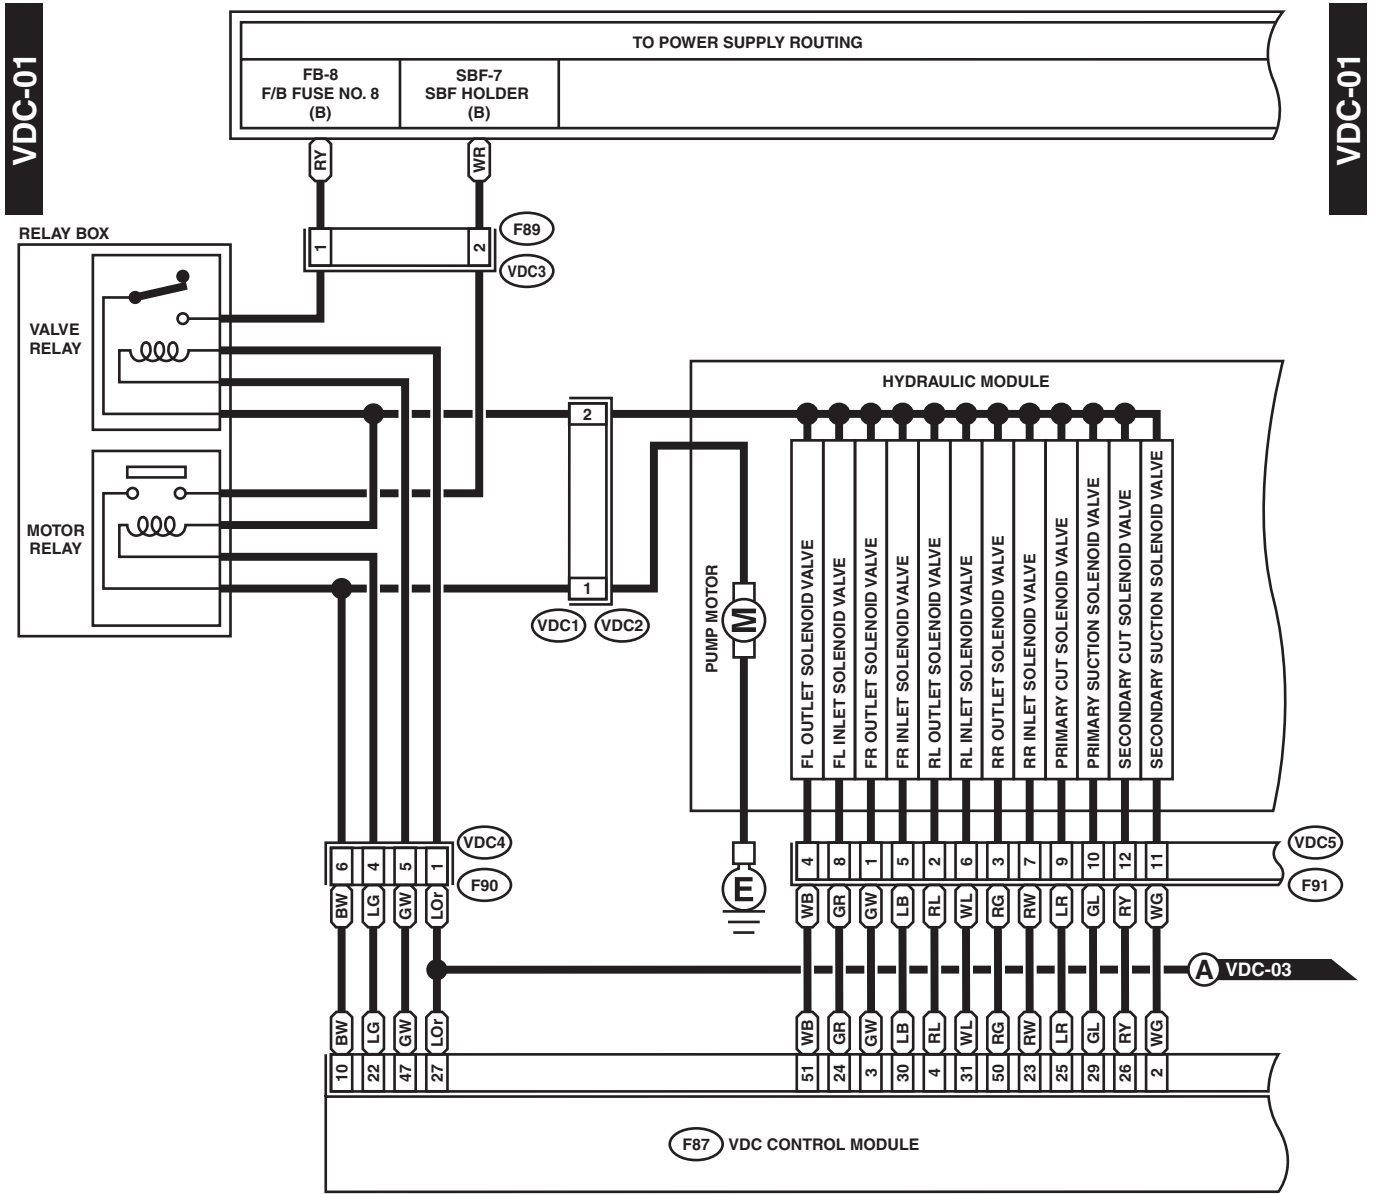 VDC-01
VDC-01
TO POWER SUPPLY ROUTING
FB-8
F/B FUSE NO. 8
(B)
SBF-7
SBF HOLDER
(B)
RY
WR
1
2
F89
VDC3
RELAY BOX
VALVE
RELAY
MOTOR
RELAY
2
1
VDC1
VDC2
HYDRAULIC MODULE
PUMP MOTOR
M
E
FL OUTLET SOLENOID VALVE
FL INLET SOLENOID VALVE
FR OUTLET SOLENOID VALVE
FR INLET SOLENOID VALVE
RL OUTLET SOLENOID VALVE
RL INLET SOLENOID VALVE
RR OUTLET SOLENOID VALVE
RR INLET SOLENOID VALVE
PRIMARY CUT SOLENOID VALVE
PRIMARY SUCTION SOLENOID VALVE
SECONDARY CUT SOLENOID VALVE
SECONDARY SUCTION SOLENOID VALVE
6 4 5 1
VDC4
F90
BW LG GW LOr
4 8 1 5 2 6 3 7 9 10 12 11
VDC5
F91
WB GR GW LB RL WL RG RW LR GL RY WG
A VDC-03
BW LG GW LOr
WB GR GW LB RL WL RG RW LR GL RY WG
10 22 47 27
51 24 3 30 4 31 50 23 25 29 26 2
F87 VDC CONTROL MODULE